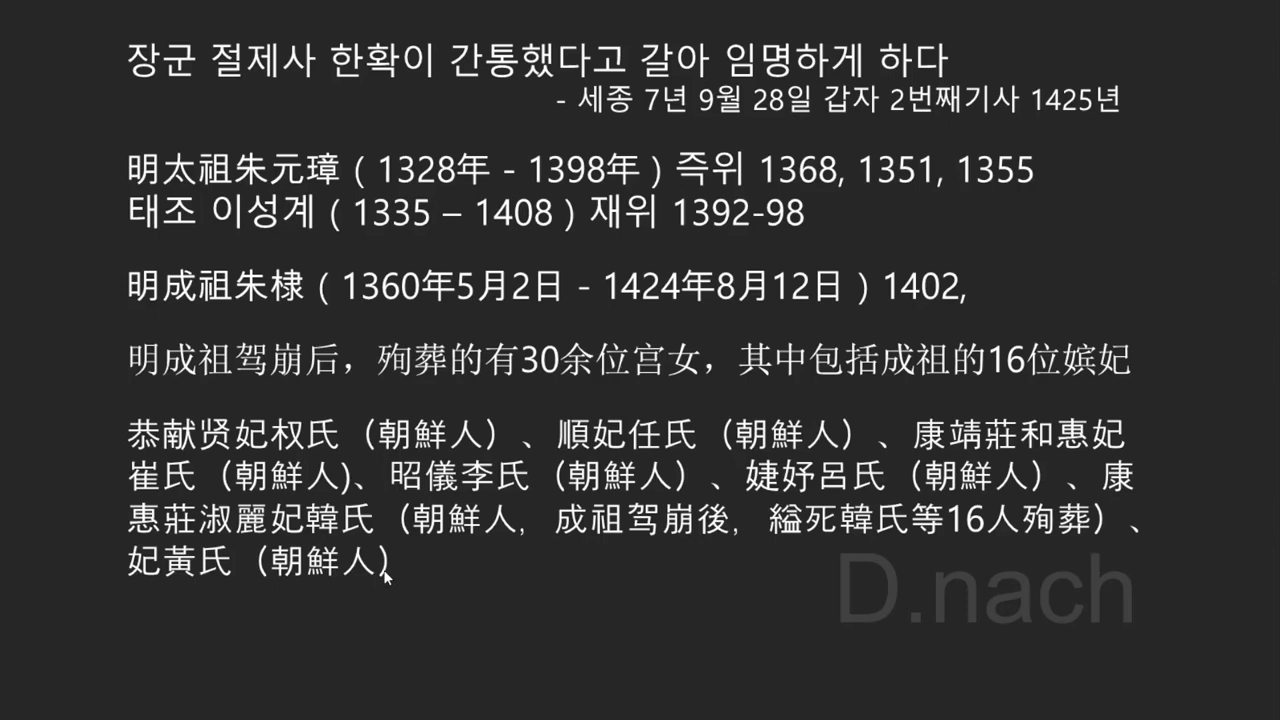 장군 절제사 한확이 간통했다고 갈아 임명하게 하다
- 세종 7년 9월 28일 갑자 2번째기사 1425년
明太祖朱元璋 ( 1328年 - 1398年 ) 즉위 1368, 1351, 1355
태조 이성계 ( 1335 – 1408 ) 재위 1392-98
明成祖朱棣 ( 1360年5月2日 - 1424年8月12日 ) 1402,
明成祖驾崩后，殉葬的有30余位宫女，其中包括成祖的16位嫔妃
恭献贤妃权氏（朝鮮人）、順妃任氏（朝鮮人）、康靖莊和惠妃
崔氏（朝鮮人)、昭儀李氏（朝鮮人）、婕妤呂氏（朝鮮人）、康
惠莊淑麗妃韓氏（朝鮮人，成祖驾崩後，縊死韓氏等16人殉葬）、
妃黃氏（朝鮮人）
D.nach